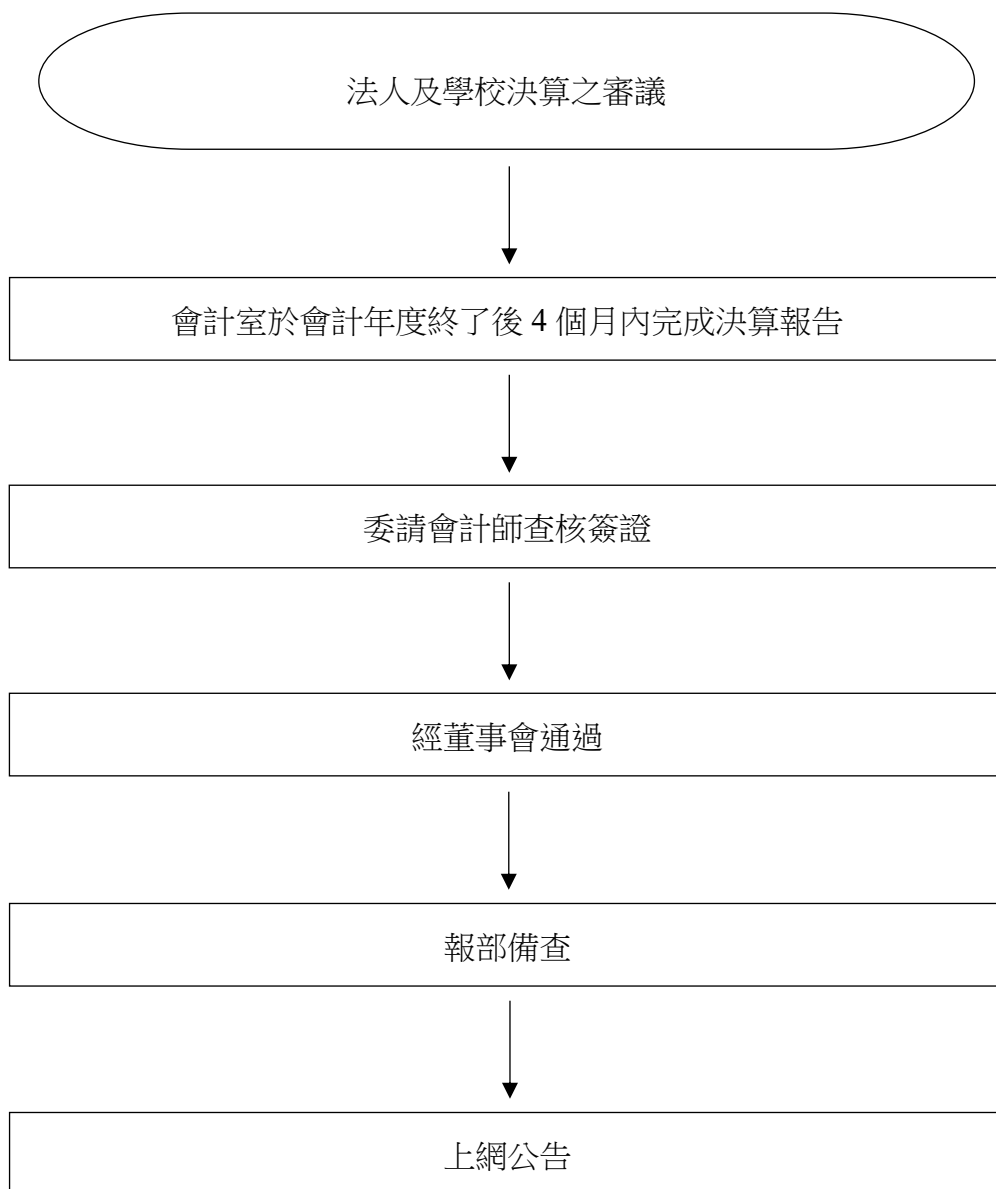 法人及學校決算之審議
會計室於會計年度終了後 4 個月內完成決算報告
委請會計師查核簽證
經董事會通過
報部備查
上網公告